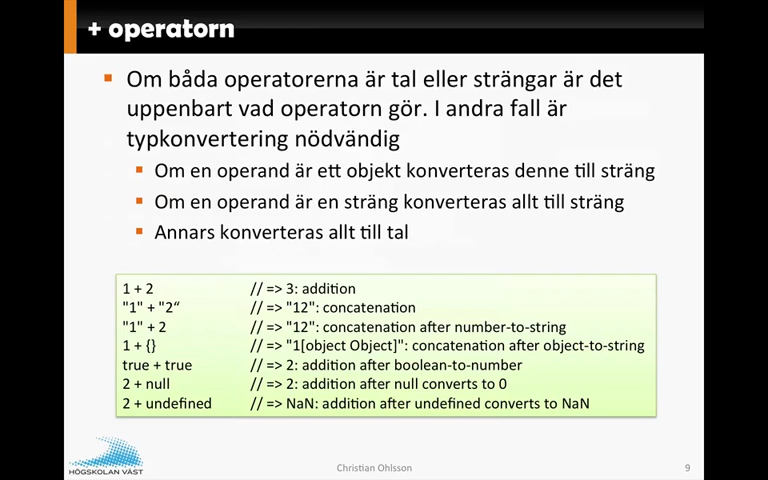 + operatorn
Om båda operatorerna är tal eller strängar är det
uppenbart vad operatorn gör. I andra fall är
typkonvertering nödvändig
Om en operand är ett objekt konverteras denne till sträng
Om en operand är en sträng konverteras allt till sträng
Annars konverteras allt till tal
1 + 2 // => 3: addition
"1" + "2“ // => "12": concatenation
"1" + 2 // => "12": concatenation after number-to-string
1 + {} // => "1[object Object]": concatenation after object-to-string
true + true // => 2: addition after boolean-to-number
2 + null // => 2: addition after null converts to 0
2 + undefined // => NaN: addition after undefined converts to NaN
HÖGSKOLAN VÄST
Christian Ohlsson
9